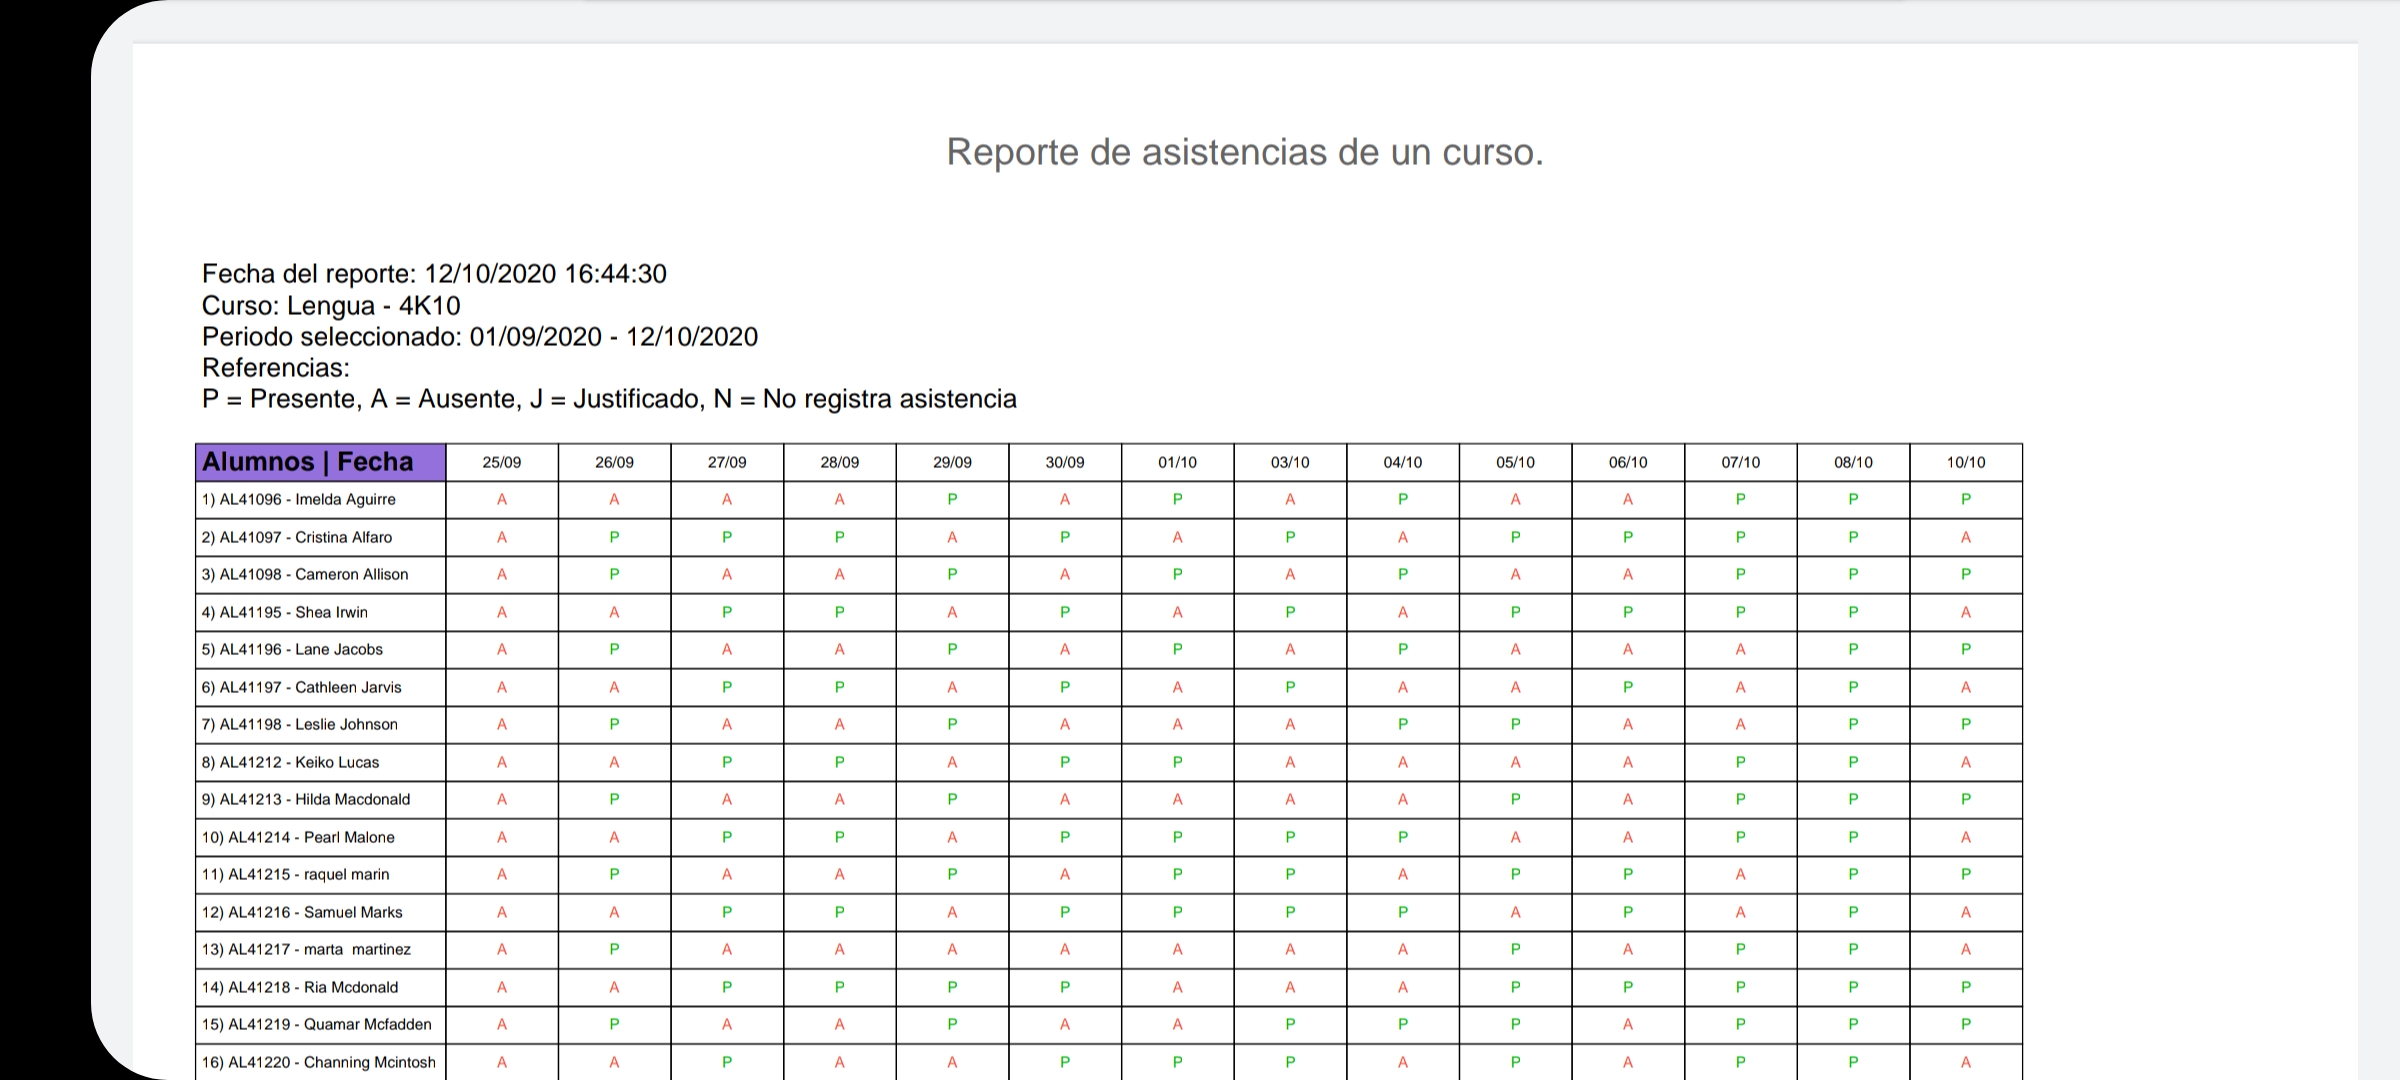 Reporte de asistencias de un curso.
Fecha del reporte: 12/10/2020 16:44:30
Curso: Lengua - 4K10
Periodo seleccionado: 01/09/2020 - 12/10/2020
Referencias:
P = Presente, A = Ausente, J = Justificado, N = No registra asistencia
Alumnos | Fecha 25/09 26/09 27/09 28/09 29/09 30/09 01/10 03/10 04/10 05/10 06/10 07/10 08/10 10/10
1) AL41096 - Imelda Aguirre A A A A P A P A P A A P P P
2) AL41097 - Cristina Alfaro A P P P A P A P A P P P P A
3) AL41098 - Cameron Allison A P A A P A P A P A A P P P
4) AL41195 - Shea Irwin A A P P A P A P A P P P P A
5) AL41196 - Lane Jacobs A P A A P A P A P A A A P P
6) AL41197 - Cathleen Jarvis A A P P A P A P A A P A P A
7) AL41198 - Leslie Johnson A P A A P A A A P P A A P P
8) AL41212 - Keiko Lucas A A P P A P P A A A A P P A
9) AL41213 - Hilda Macdonald A P A A P A A A A P A P P P
10) AL41214 - Pearl Malone A A P P A P P P P A A P P A
11) AL41215 - raquel marin A P A A P A P P A P P A P P
12) AL41216 - Samuel Marks A A P P A P P P P A P A P A
13) AL41217 - marta  martinez A P A A A A A A A P A P P A
14) AL41218 - Ria Mcdonald A A P P P P A A A P P P P P
15) AL41219 - Quamar Mcfadden A P A A P A A P P P A P P P
16) AL41220 - Channing Mcintosh A A P A A P P P A P A P P A